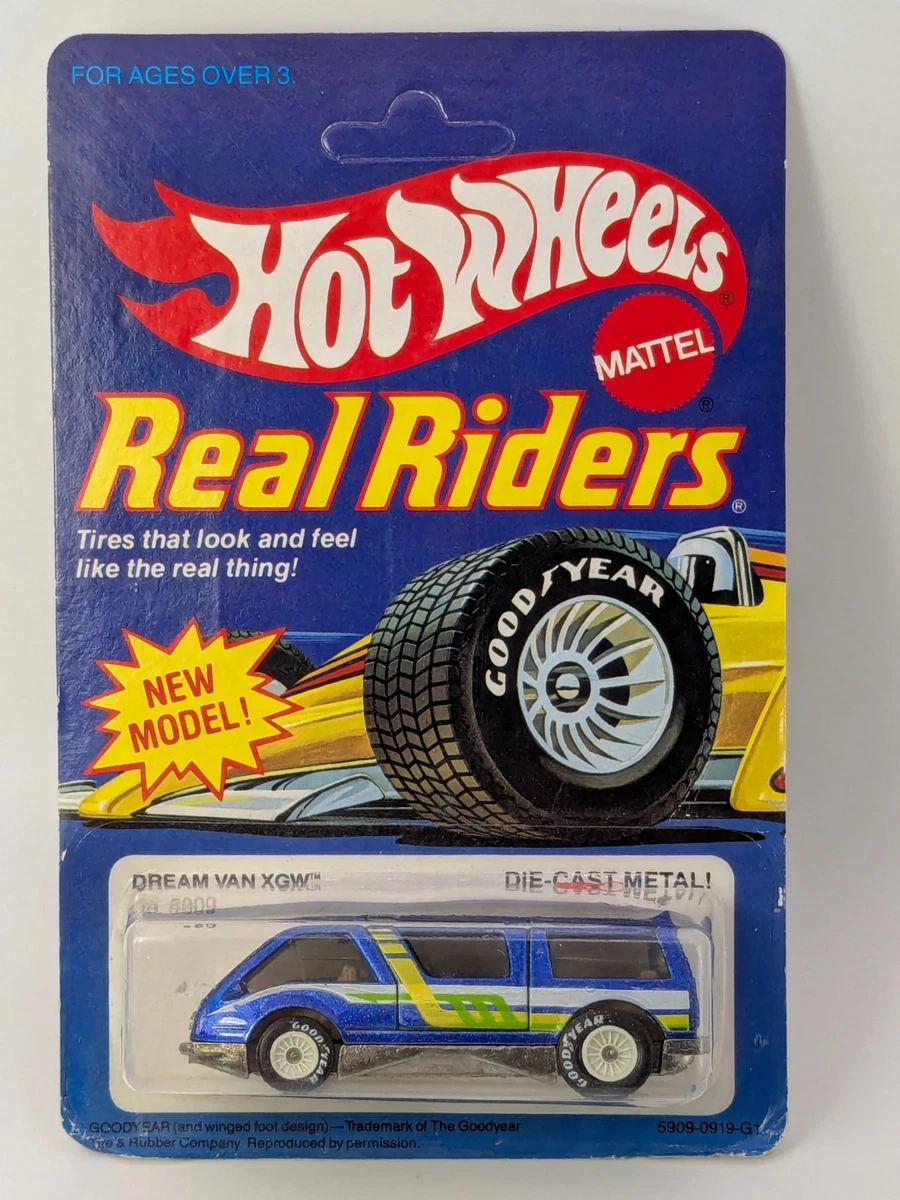 FOR AGES OVER 3.
HOT WHEELS®
MATTEL®
Real Riders®
Tires that look and feel
like the real thing!
GOODYEAR
NEW
MODEL!
DREAM VAN XGW™
DIE-CAST METAL!
5909
GOODYEAR
GOODYEAR
GOODYEAR (and winged foot design)—Trademark of The Goodyear
Tire & Rubber Company. Reproduced by permission.
5909-0919-G1